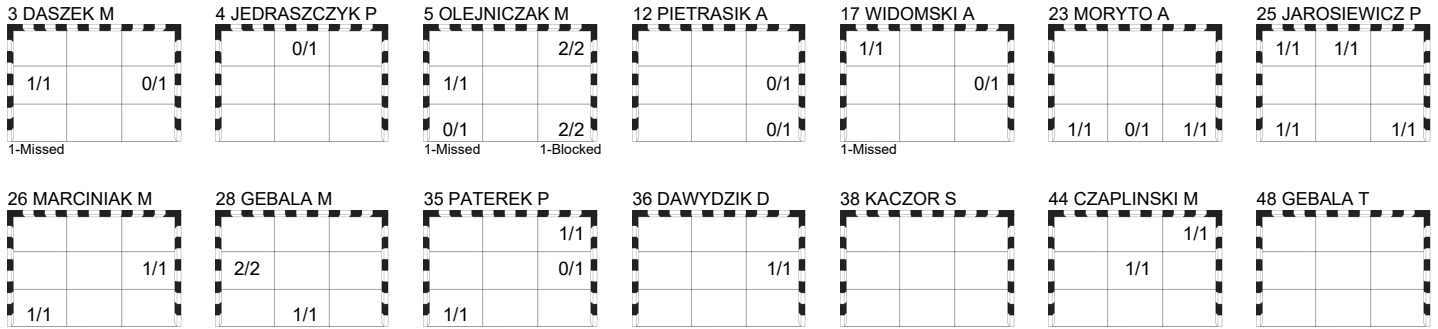 3 DASZEK M 4 JEDRASZCZYK P 5 OLEJNICZAK M 12 PIETRASIK A 17 WIDOMSKI A 23 MORYTO A 25 JAROSIEWICZ P
0/1 2/2 1/1 1/1 1/1
1/1 0/1 1/1 0/1 0/1
0/1 2/2 0/1 1/1 0/1 1/1 1/1 1/1
1-Missed 1-Missed 1-Blocked 1-Missed
26 MARCINIAK M 28 GEBALA M 35 PATEREK P 36 DAWYDZIK D 38 KACZOR S 44 CZAPLINSKI M 48 GEBALA T
1/1 1/1
1/1 2/2 0/1 1/1 1/1
1/1 1/1 1/1